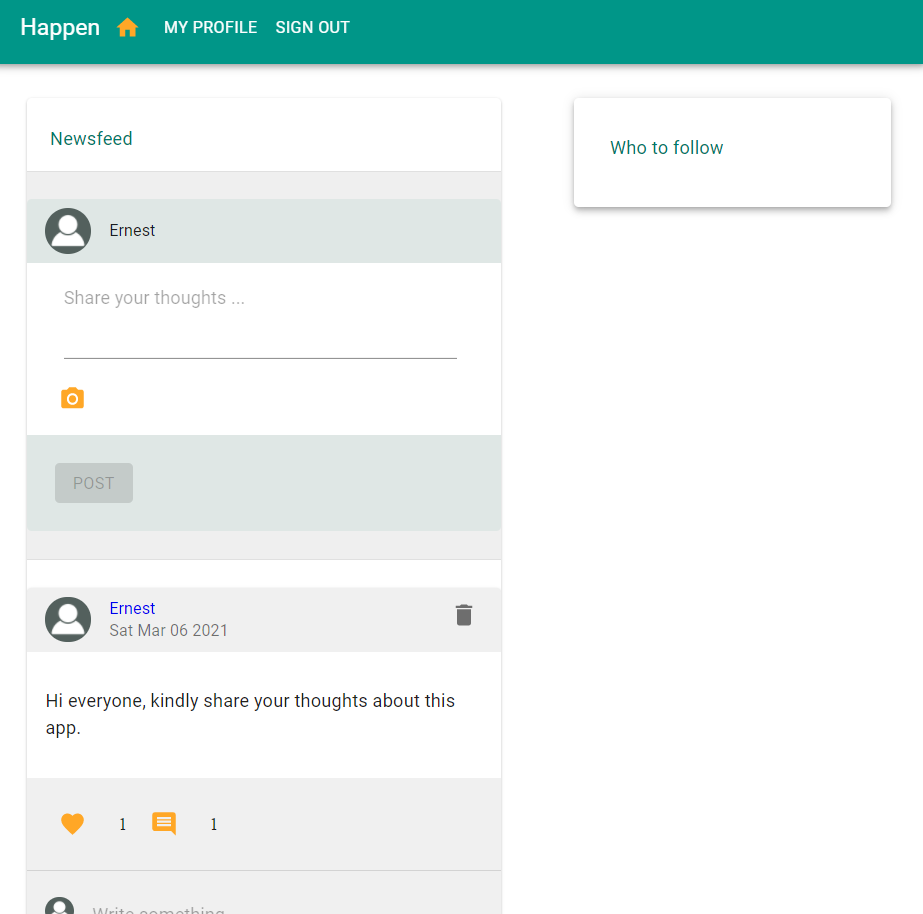 Happen MY PROFILE SIGN OUT
Newsfeed
Who to follow
Ernest
Share your thoughts ...
POST
Ernest
Sat Mar 06 2021
Hi everyone, kindly share your thoughts about this
app.
1 1
Write something